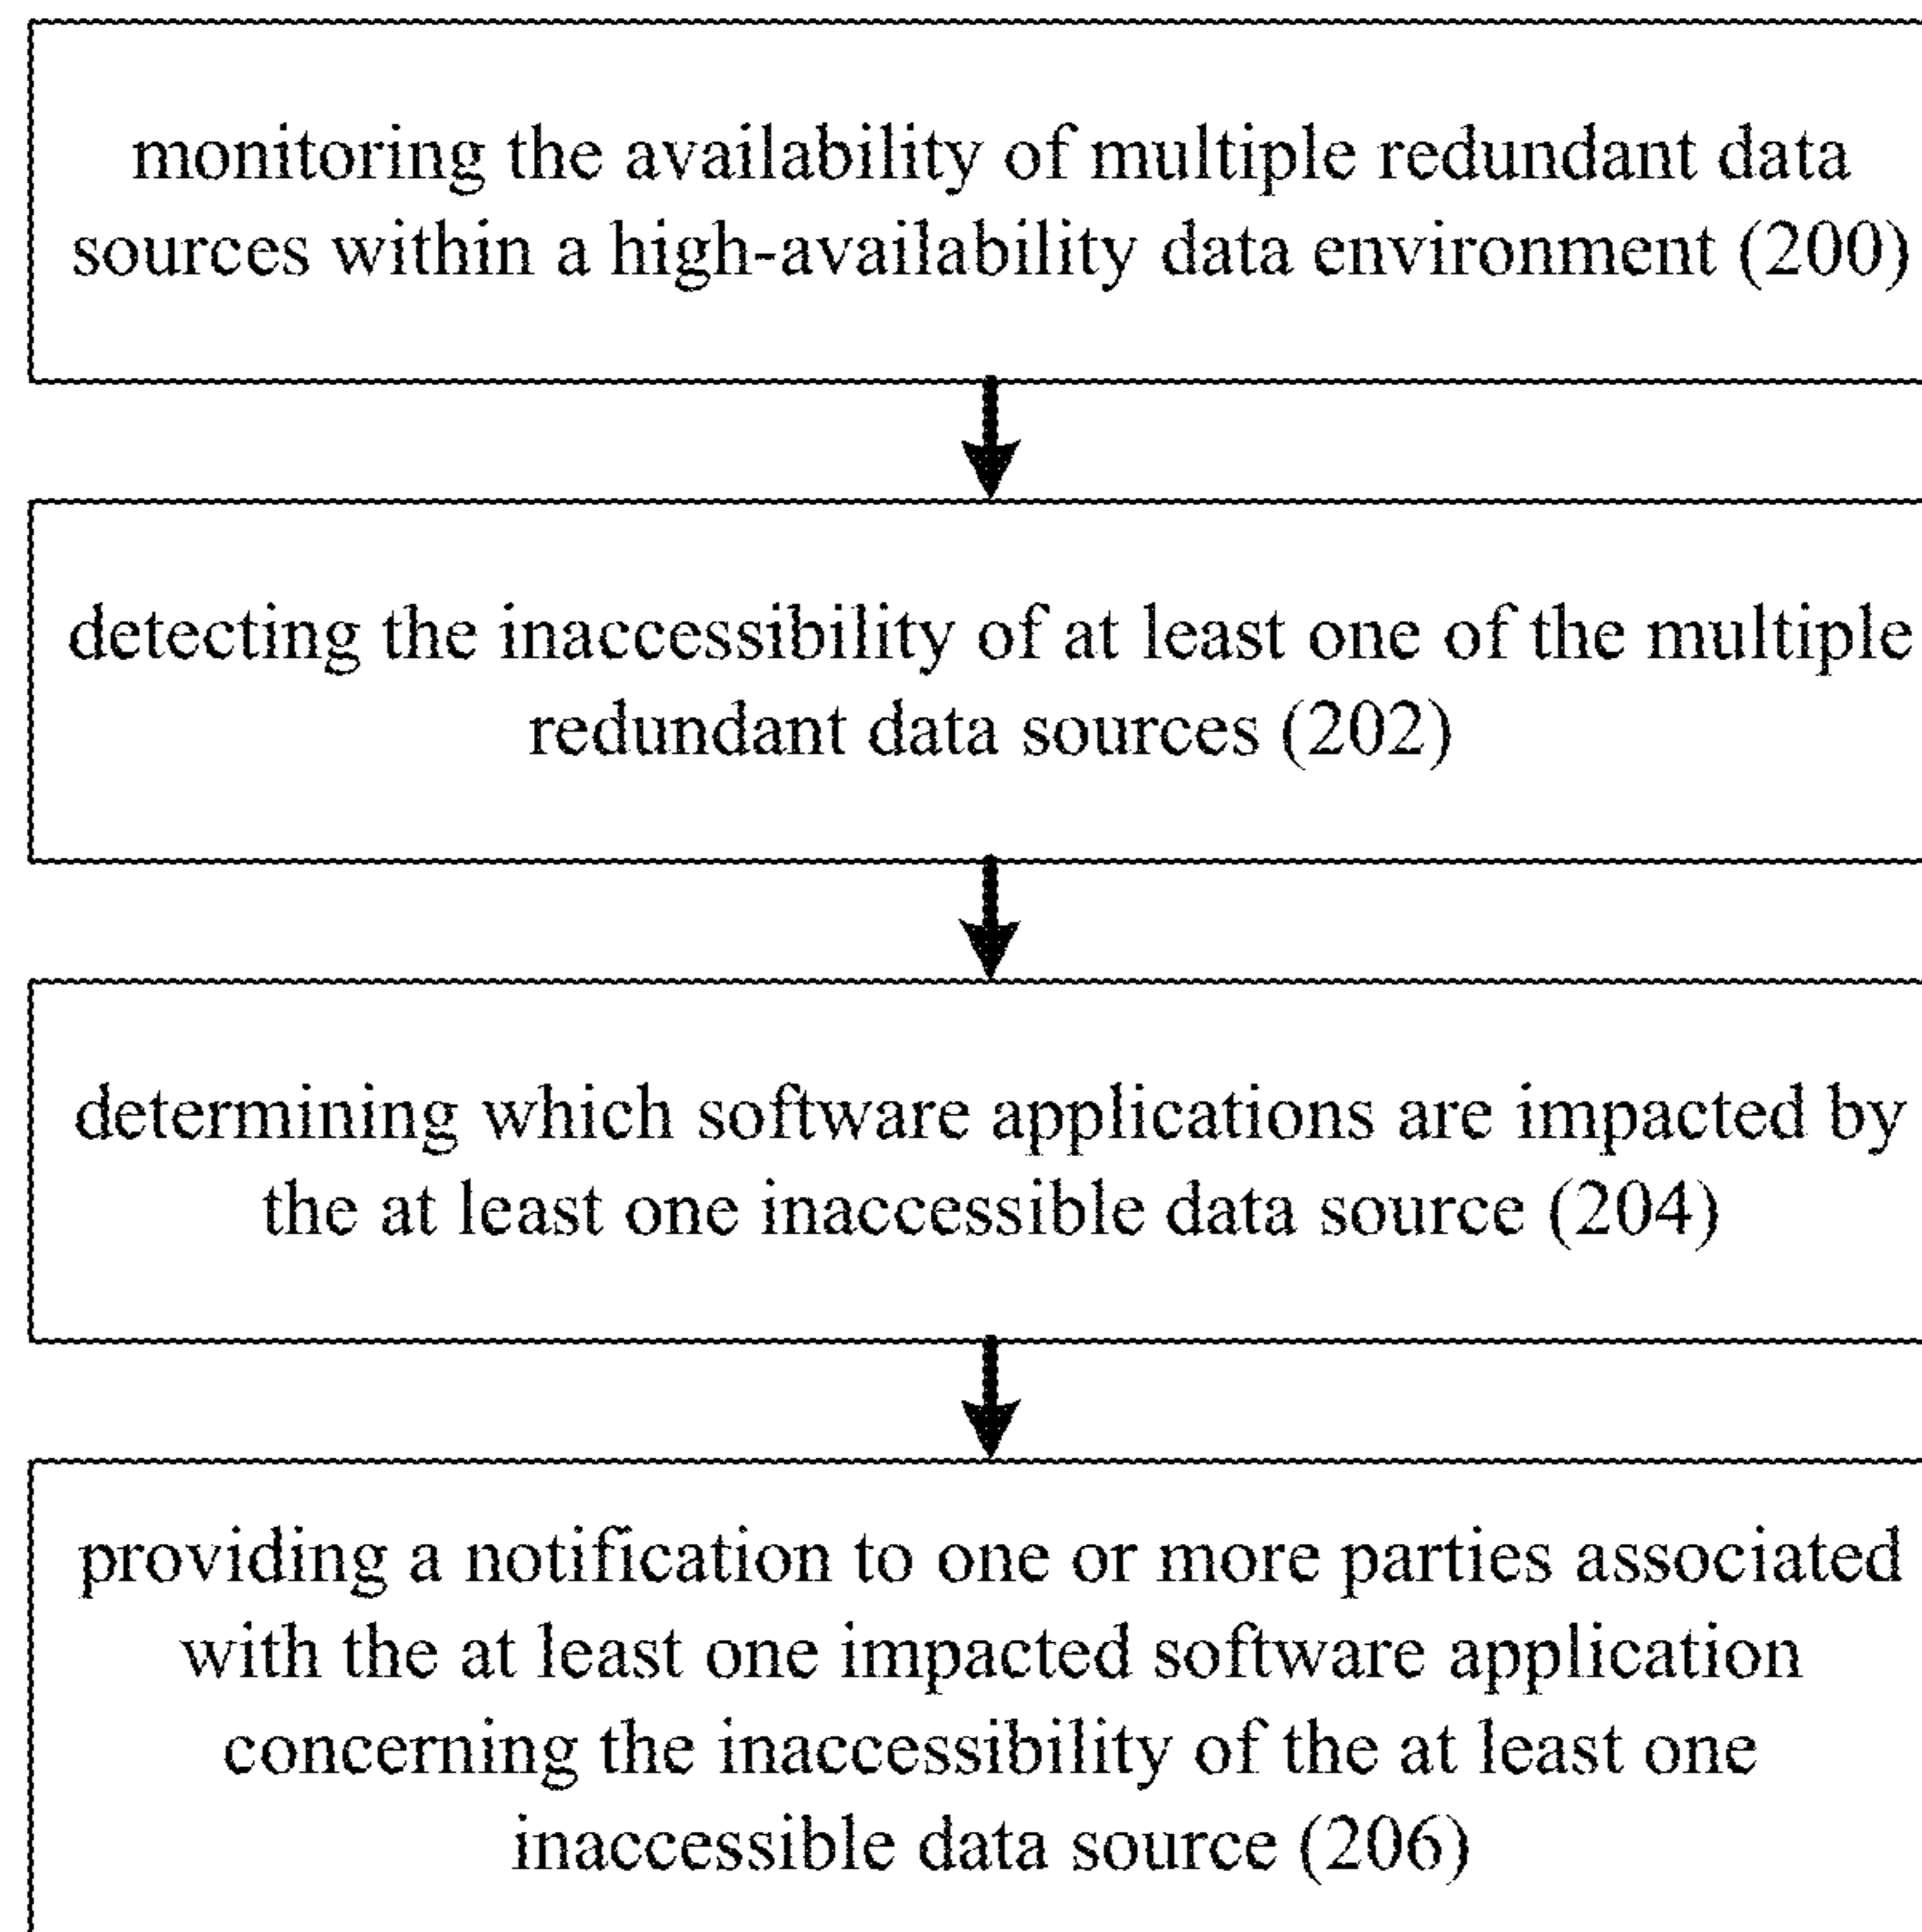 monitoring the availability of multiple redundant data
sources within a high-availability data environment (200)
detecting the inaccessibility of at least one of the multiple
redundant data sources (202)
determining which software applications are impacted by
the at least one inaccessible data source (204)
providing a notification to one or more parties associated
with the at least one impacted software application
concerning the inaccessibility of the at least one
inaccessible data source (206)